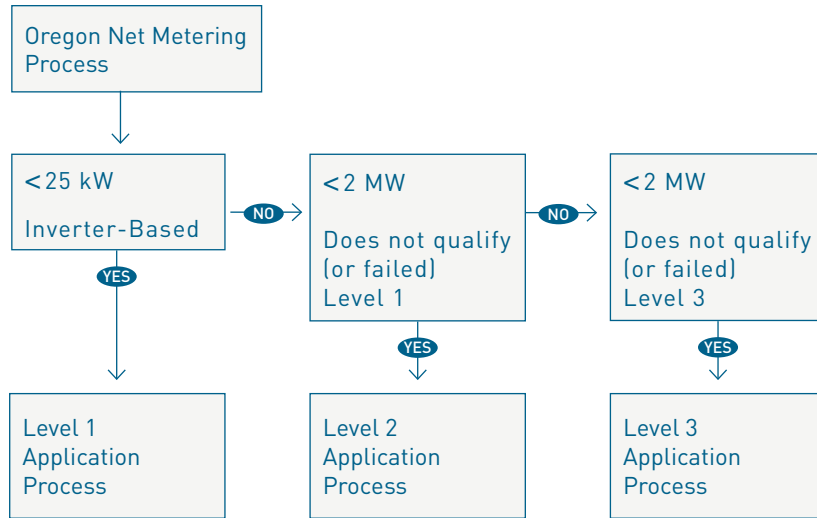 Oregon Net Metering
Process
<25 kW
Inverter-Based
NO
<2 MW
Does not qualify
(or failed)
Level 1
NO
<2 MW
Does not qualify
(or failed)
Level 3
YES
YES
YES
Level 1
Application
Process
Level 2
Application
Process
Level 3
Application
Process